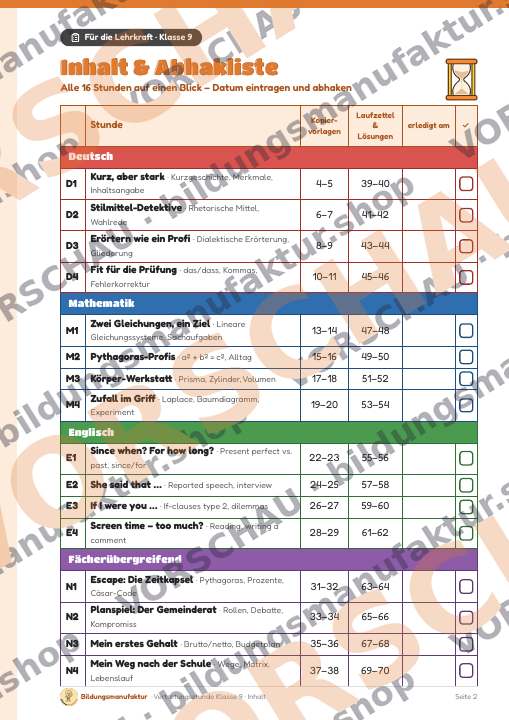 Für die Lehrkraft · Klasse 9
Inhalt & Abhakliste
Alle 16 Stunden auf einen Blick – Datum eintragen und abhaken
Stunde
Kopier-
vorlagen
Laufzettel
&
Lösungen
erledigt am
✓
Deutsch
D1 Kurz, aber stark · Kurzgeschichte, Merkmale, 4–5 39–40
Inhaltsangabe
D2 Stilmittel-Detektive · Rhetorische Mittel, 6–7 41–42
Wahlrede
D3 Erörtern wie ein Profi · Dialektische Erörterung, 8–9 43–44
Gliederung
D4 Fit für die Prüfung · das/dass, Kommas, 10–11 45–46
Fehlerkorrektur
Mathematik
M1 Zwei Gleichungen, ein Ziel · Lineare 13–14 47–48
Gleichungssysteme, Sachaufgaben
M2 Pythagoras-Profis · a² + b² = c², Alltag 15–16 49–50
M3 Körper-Werkstatt · Prisma, Zylinder, Volumen 17–18 51–52
M4 Zufall im Griff · Laplace, Baumdiagramm, 19–20 53–54
Experiment
Englisch
E1 Since when? For how long? · Present perfect vs. 22–23 55–56
past, since/for
E2 She said that … · Reported speech, interview 24–25 57–58
E3 If I were you … · If-clauses type 2, dilemmas 26–27 59–60
E4 Screen time – too much? · Reading, writing a 28–29 61–62
comment
Fächerübergreifend
N1 Escape: Die Zeitkapsel · Pythagoras, Prozente, 31–32 63–64
Cäsar-Code
N2 Planspiel: Der Gemeinderat · Rollen, Debatte, 33–34 65–66
Kompromiss
N3 Mein erstes Gehalt · Brutto/netto, Budgetplan 35–36 67–68
N4 Mein Weg nach der Schule · Wege, Matrix, 37–38 69–70
Lebenslauf
Bildungsmanufaktur · Vertretungsstunde Klasse 9 · Inhalt
Seite 2
VORSCHAU · bildungsmanufaktur.shop